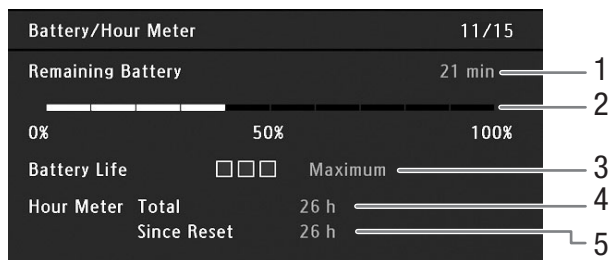 Battery/Hour Meter 11/15
Remaining Battery 21 min 1
2
0% 50% 100%
Battery Life Maximum 3
Hour Meter Total 26 h 4
Since Reset 26 h 5